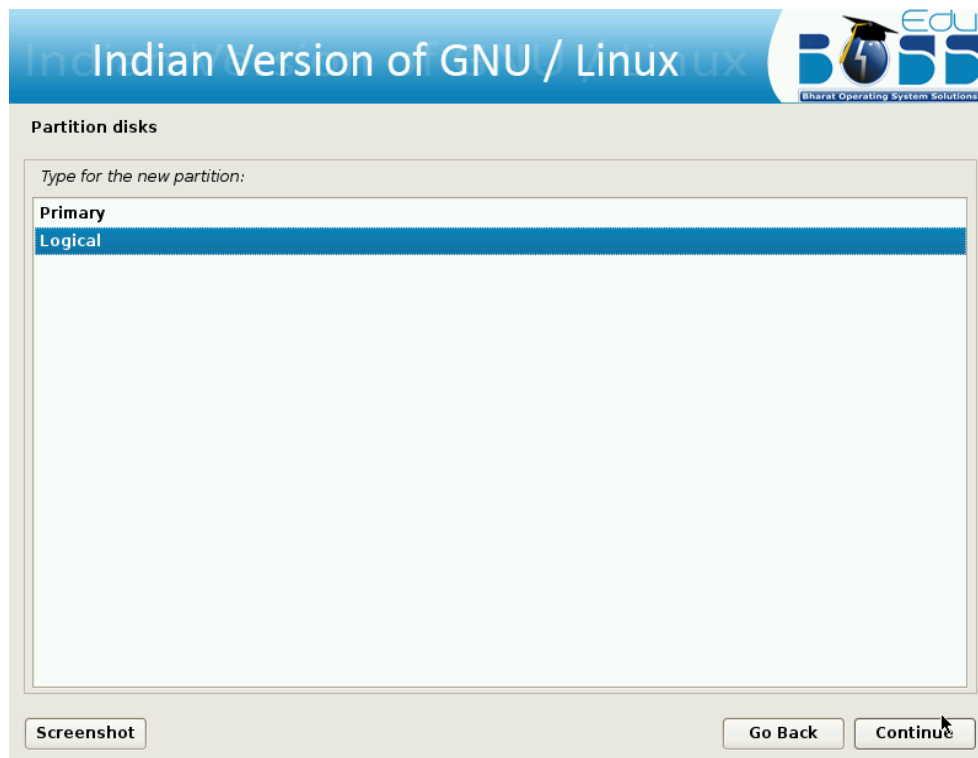 Indian Version of GNU / Linux
Edu
BOSS
Bharat Operating System Solutions
Partition disks
Type for the new partition:
Primary
Logical
Screenshot
Go Back
Continue